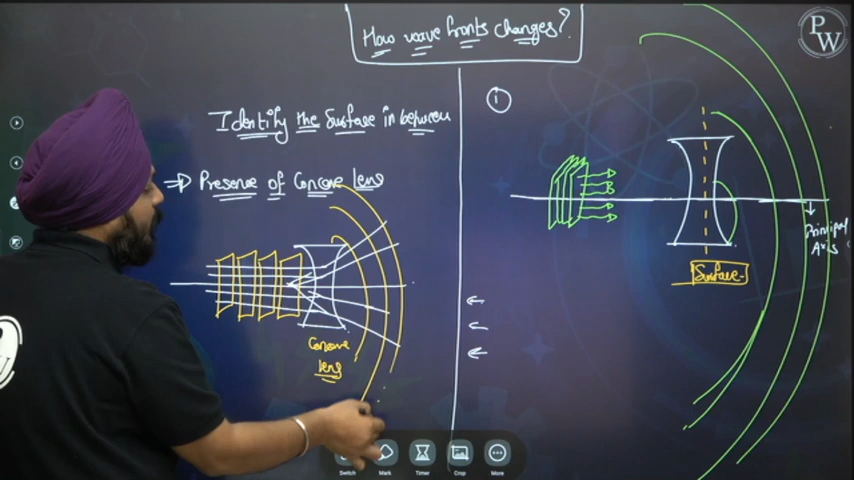 How wave fronts changes?
PW
Identify the Surface in between
⇒ Presence of Concave lens
Concave
lens
1
Surface
Principal
Axis
Switch
Mark
Timer
Crop
More